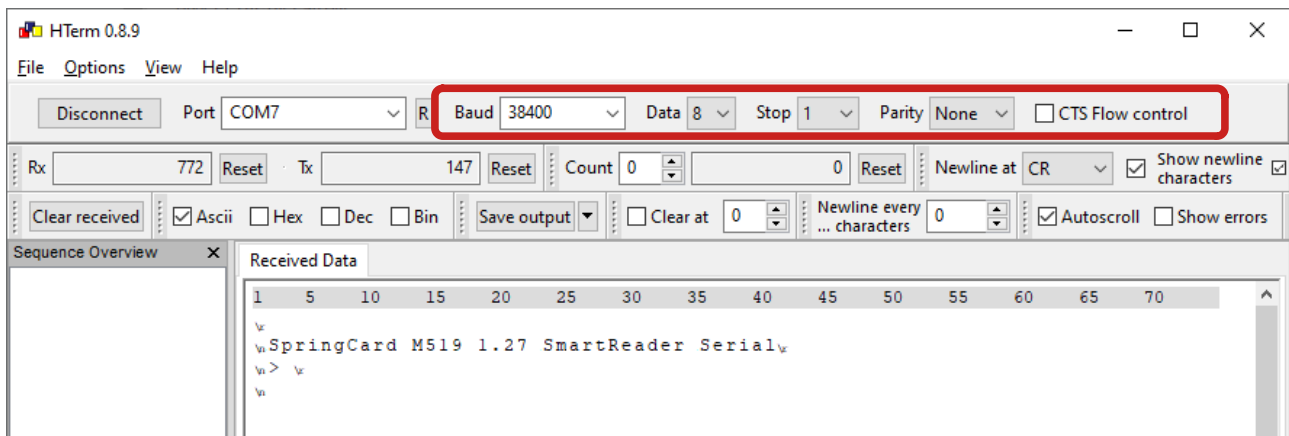 HTerm 0.8.9
File Options View Help
Disconnect Port COM7 R Baud 38400 Data 8 Stop 1 Parity None CTS Flow control
Rx 772 Reset Tx 147 Reset Count 0 0 Reset Newline at CR Show newline characters
Clear received Ascii Hex Dec Bin Save output Clear at 0 Newline every ... characters 0 Autoscroll Show errors
Sequence Overview X Received Data
1 5 10 15 20 25 30 35 40 45 50 55 60 65 70
\r
\nSpringCard M519 1.27 SmartReader Serial\r
\n> \r
\n